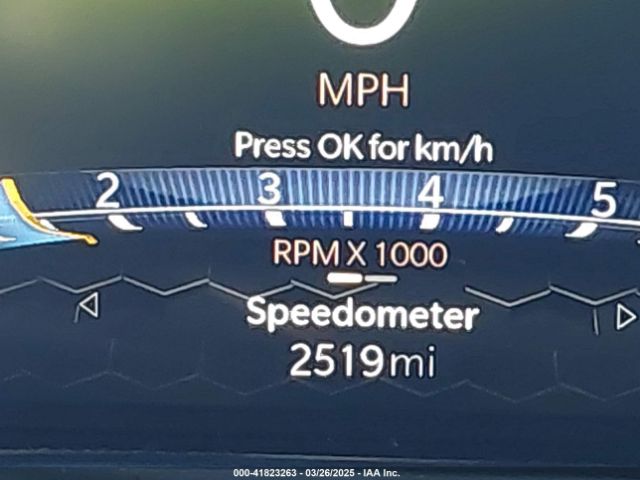 0
MPH
Press OK for km/h
2 3 4 5
RPM X 1000
Speedometer
2519 mi
000-41823263 - 03/26/2025 - IAA Inc.